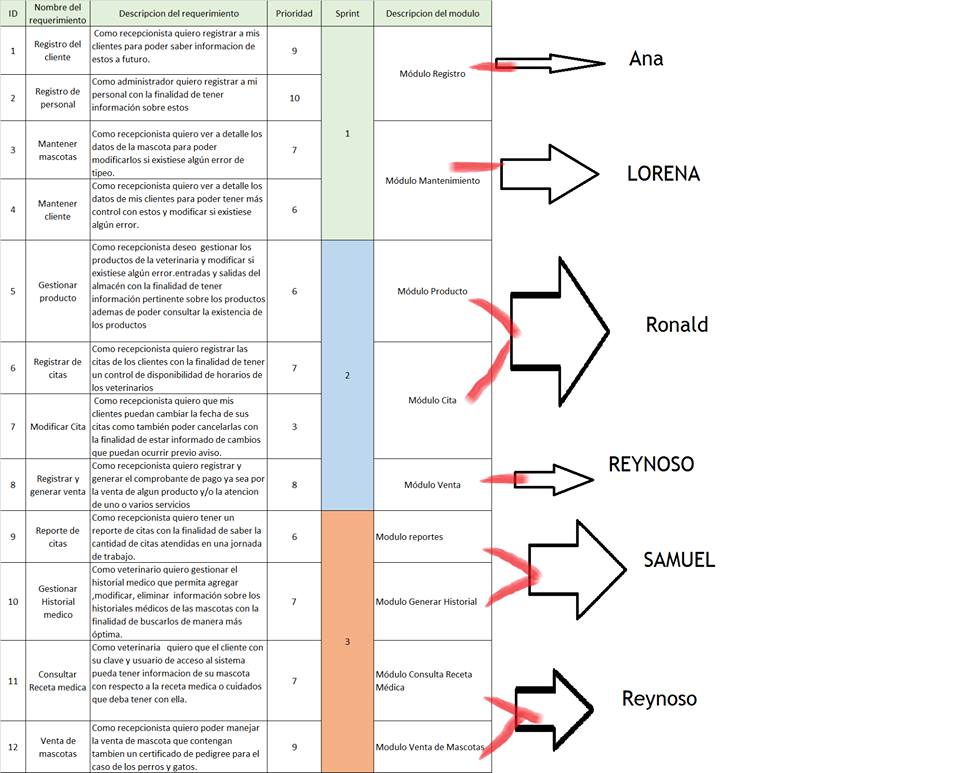 ID
Nombre del
requerimiento
Descripcion del requerimiento
Prioridad
Sprint
Descripcion del modulo
1
Registro del
cliente
Como recepcionista quiero registrar a mis
clientes para poder saber informacion de
estos a futuro.
9
1
Módulo Registro
Ana
2
Registro de
personal
Como administrador quiero registrar a mi
personal con la finalidad de tener
información sobre estos
10
3
Mantener
mascotas
Como recepcionista quiero ver a detalle los
datos de la mascota para poder
modificarlos si existiese algún error de
tipeo.
7
Módulo Mantenimiento
LORENA
4
Mantener
cliente
Como recepcionista quiero ver a detalle los
datos de mis clientes para poder tener más
control con estos y modificar si existiese
algún error.
6
5
Gestionar
producto
Como recepcionista deseo gestionar los
productos de la veterinaria y modificar si
existiese algún error.entradas y salidas del
almacén con la finalidad de tener
información pertinente sobre los productos
ademas de poder consultar la existencia de
los productos
6
2
Módulo Producto
Ronald
6
Registrar de
citas
Como recepcionista quiero registrar las
citas de los clientes con la finalidad de tener
un control de disponibilidad de horarios de
los veterinarios
7
Módulo Cita
7
Modificar Cita
Como recepcionista quiero que mis
clientes puedan cambiar la fecha de sus
citas como también poder cancelarlas con
la finalidad de estar informado de cambios
que puedan ocurrir previo aviso.
3
8
Registrar y
generar venta
Como recepcionista quiero registrar y
generar el comprobante de pago ya sea por
la venta de algun producto y/o la atencion
de uno o varios servicios
8
Módulo Venta
REYNOSO
9
Reporte de
citas
Como recepcionista quiero tener un
reporte de citas con la finalidad de saber la
cantidad de citas atendidas en una jornada
de trabajo.
6
3
Modulo reportes
SAMUEL
10
Gestionar
Historial
medico
Como veterinario quiero gestionar el
historial medico que permita agregar
,modificar, eliminar información sobre los
historiales médicos de las mascotas con la
finalidad de buscarlos de manera más
óptima.
7
Modulo Generar Historial
11
Consultar
Receta medica
Como veterinaria quiero que el cliente con
su clave y usuario de acceso al sistema
pueda tener informacion de su mascota
con respecto a la receta medica o cuidados
que deba tener con ella.
7
Módulo Consulta Receta
Médica
Reynoso
12
Venta de
mascotas
Como recepcionista quiero poder manejar
la venta de mascota que contengan
tambien un certificado de pedigree para el
caso de los perros y gatos.
9
Modulo Venta de Mascotas